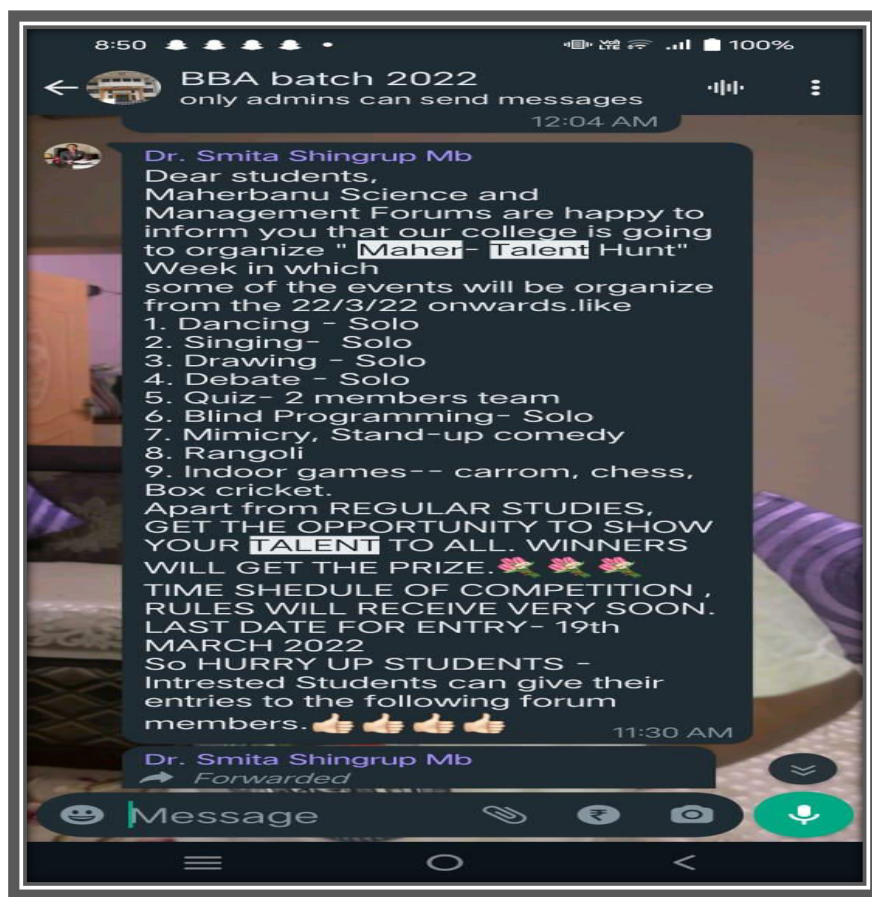 8:50
100%
BBA batch 2022
only admins can send messages
12:04 AM
Dr. Smita Shingrup Mb
Dear students,
Maherbanu Science and
Management Forums are happy to
inform you that our college is going
to organize " Maher- Talent Hunt"
Week in which
some of the events will be organize
from the 22/3/22 onwards.like
1. Dancing - Solo
2. Singing- Solo
3. Drawing - Solo
4. Debate - Solo
5. Quiz- 2 members team
6. Blind Programming- Solo
7. Mimicry, Stand-up comedy
8. Rangoli
9. Indoor games-- carrom, chess,
Box cricket.
Apart from REGULAR STUDIES,
GET THE OPPORTUNITY TO SHOW
YOUR TALENT TO ALL. WINNERS
WILL GET THE PRIZE.💐 💐 💐
TIME SHEDULE OF COMPETITION ,
RULES WILL RECEIVE VERY SOON.
LAST DATE FOR ENTRY- 19th
MARCH 2022
So HURRY UP STUDENTS -
Intrested Students can give their
entries to the following forum
members.👍🏻 👍🏻 👍🏻 👍🏻
11:30 AM
Dr. Smita Shingrup Mb
Forwarded
Message